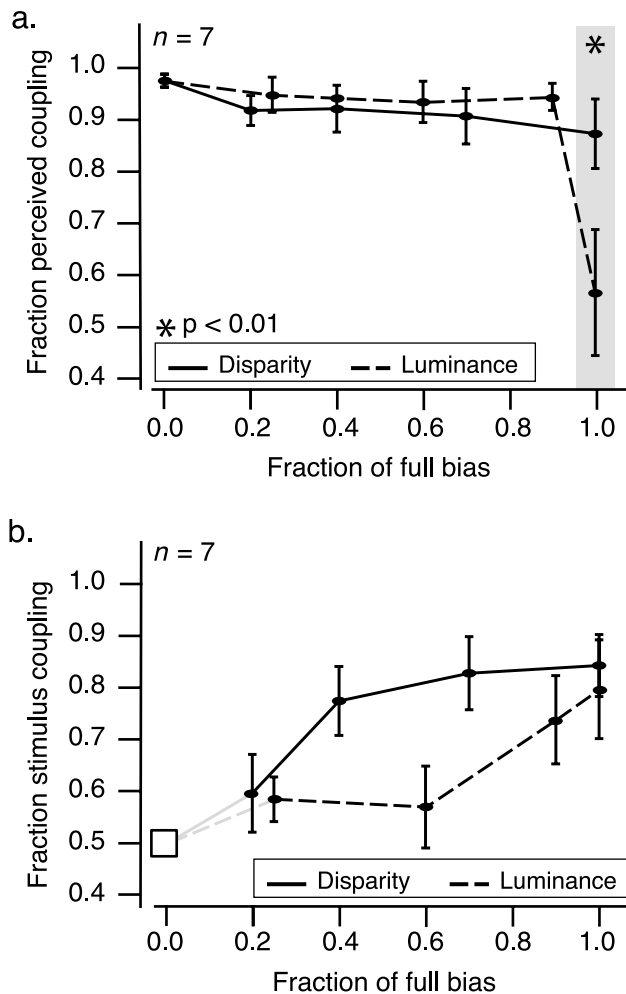 a.
n = 7
*
1.0
0.9
0.8
0.7
0.6
0.5
0.4
Fraction perceived coupling
* p < 0.01
Disparity Luminance
0.0 0.2 0.4 0.6 0.8 1.0
Fraction of full bias
b.
n = 7
1.0
0.9
0.8
0.7
0.6
0.5
0.4
Fraction stimulus coupling
Disparity Luminance
0.0 0.2 0.4 0.6 0.8 1.0
Fraction of full bias